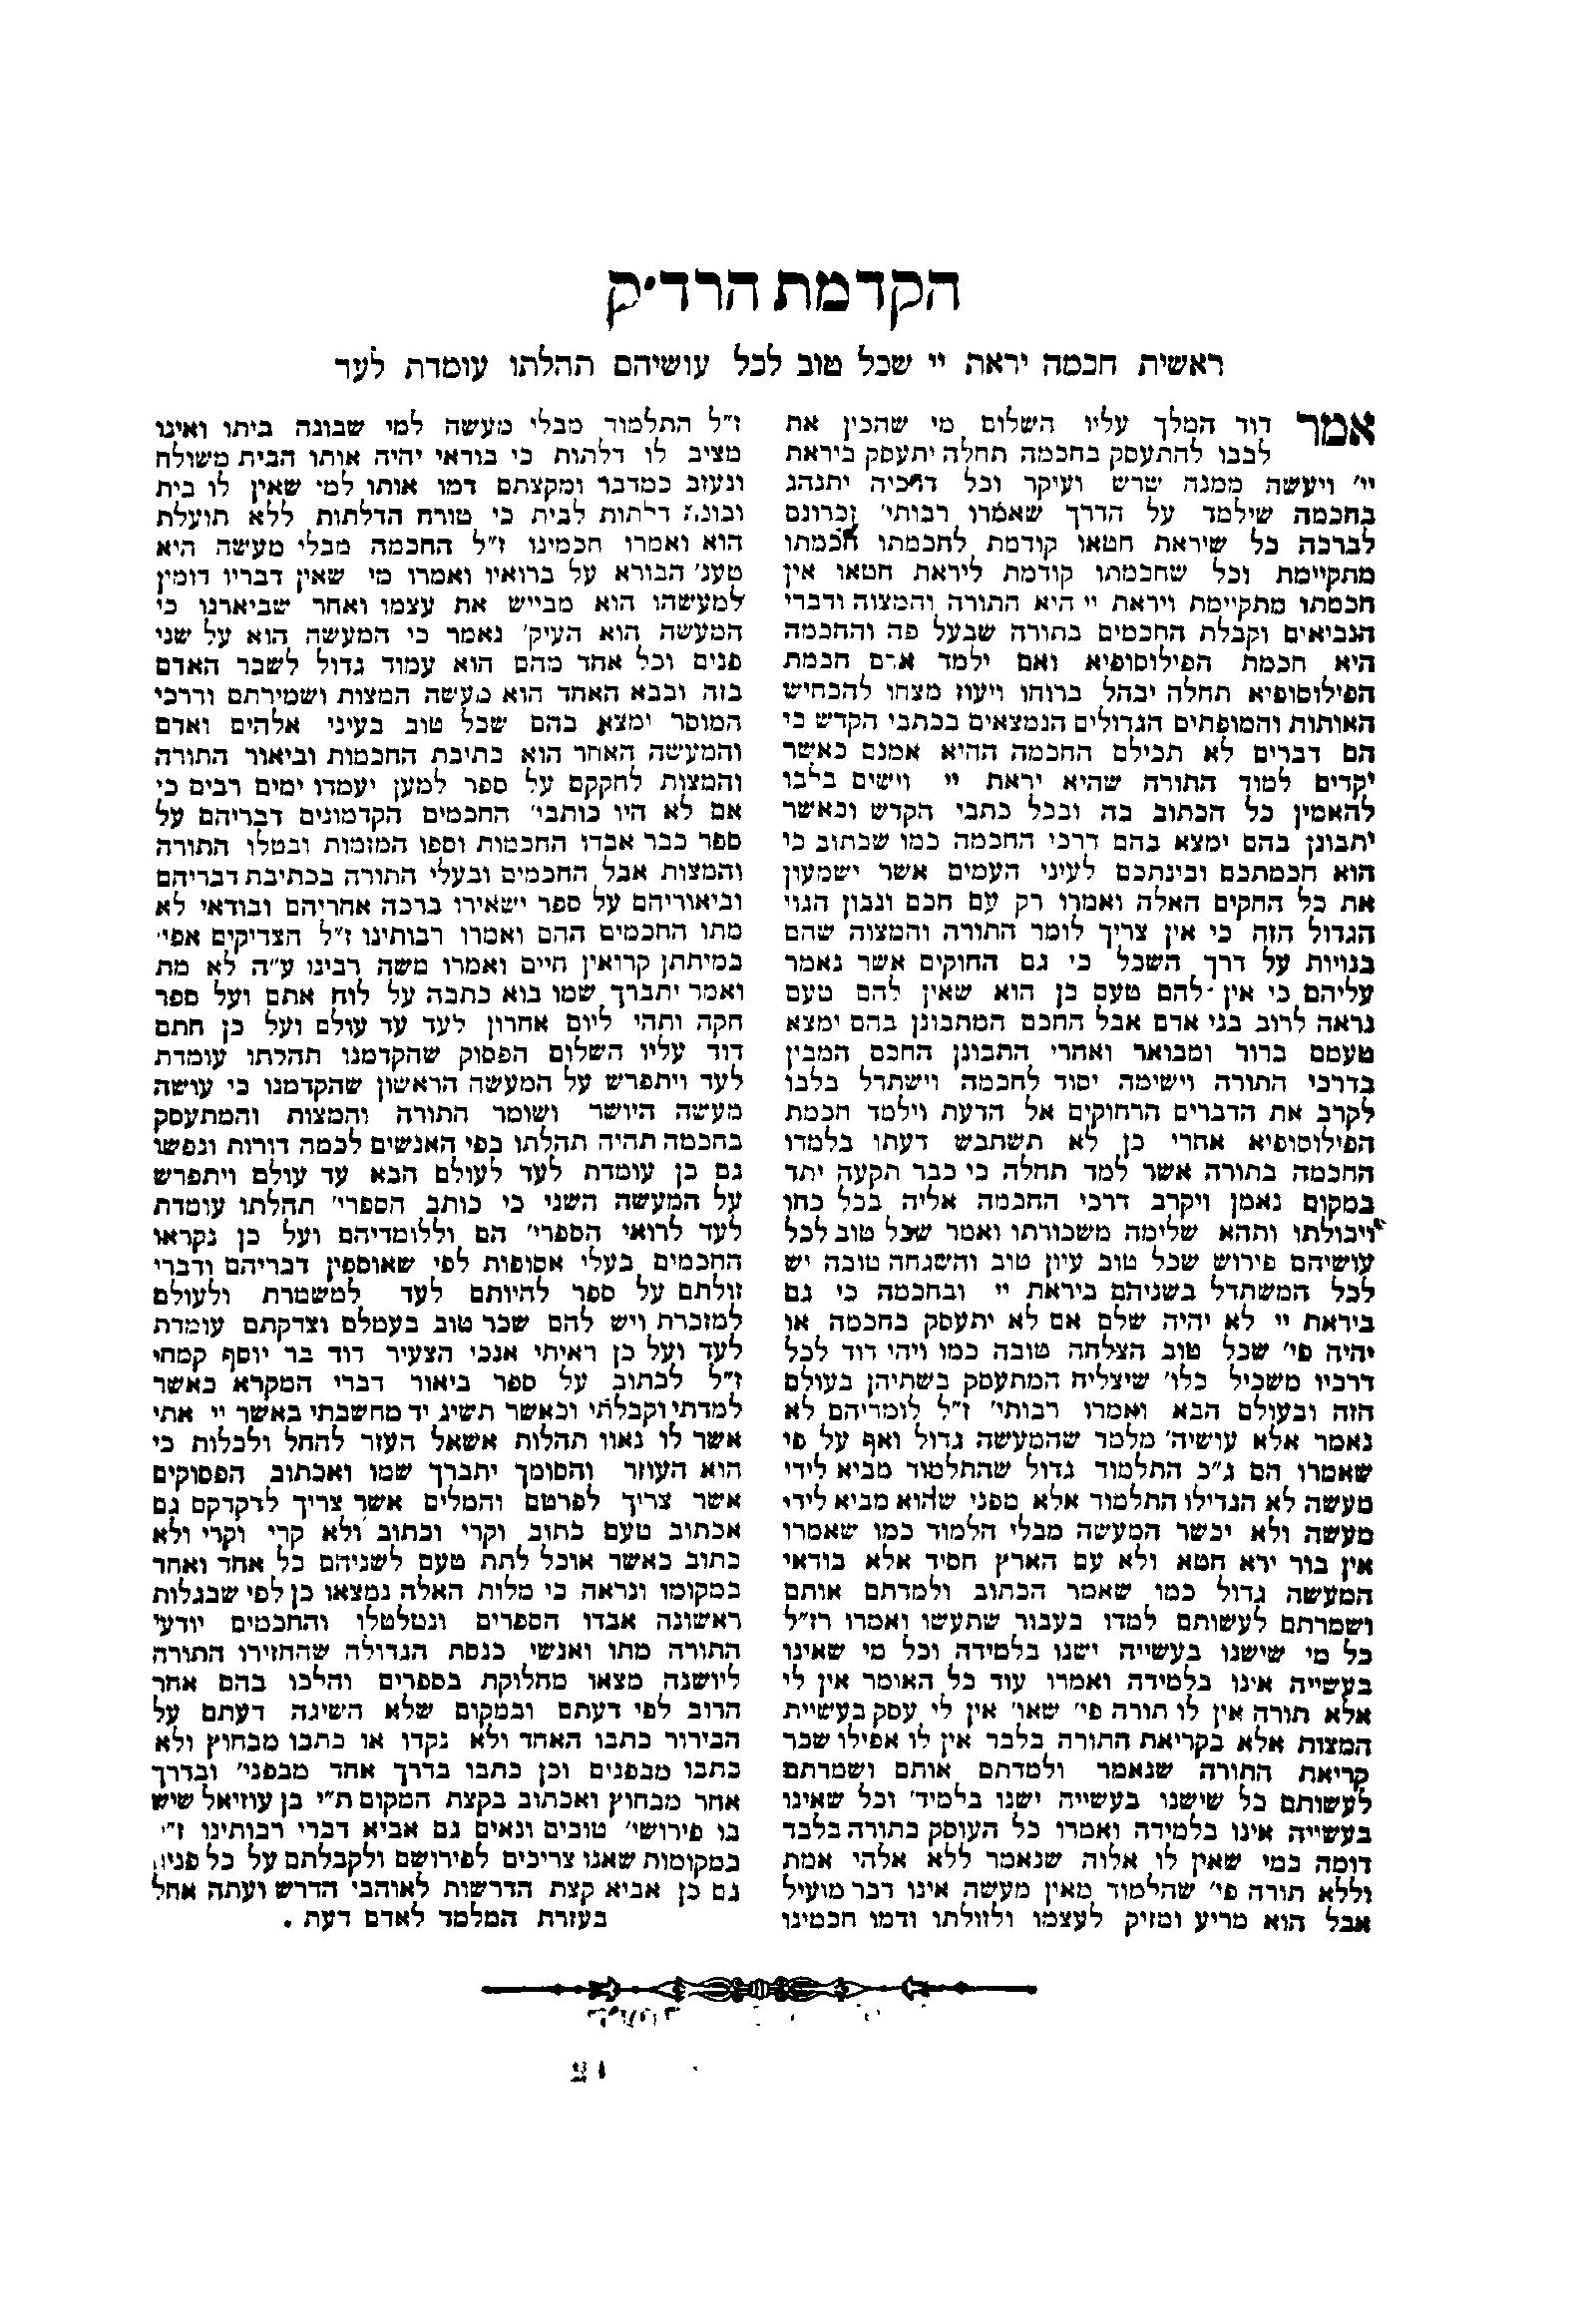 הקדמת הרד״ק
ראשית חכמה יראת יי שכל טוב לכל עושיהם תהלתו עומדת לעד
אמר דוד המלך עליו השלום מי שהכין את
לבבו להתעסק בחכמה תחלה יתעסק ביראת
יי׳ ויעשה ממנה שרש ועיקר וכל דרכיה יתנהג
בחכמה שילמד על הדרך שאמרו רבותי׳ זכרונם
לברכה כל שיראת חטאו קודמת לחכמתו חכמתו
מתקיימת וכל שחכמתו קודמת ליראת חטאו אין
חכמתו מתקיימת ויראת יי היא התורה והמצוה ודברי
הנביאים וקבלת החכמים בתורה שבעל פה והחכמה
היא חכמת הפילוסופיא ואם ילמד אדם חכמת
הפילוסופיא תחלה יבהל ברוחו ויעוז מצחו להכחיש
האותות והמופתים הגדולים הנמצאים בכתבי הקדש כי
הם דברים לא תכילם החכמה ההיא אמנם כאשר
יקדים למוד התורה שהיא יראת יי וישים בלבו
להאמין כל הכתוב בה ובכל כתבי הקדש וכאשר
יתבונן בהם ימצא בהם דרכי החכמה כמו שכתוב כי
הוא חכמתכם ובינתכם לעיני העמים אשר ישמעון
את כל החקים האלה ואמרו רק עם חכם ונבון הגוי
הגדול הזה כי אין צריך לומר התורה והמצוה שהם
בנויות על דרך השכל כי גם החוקים אשר נאמר
עליהם כי אין להם טעם כן הוא שאין להם טעם
נראה לרוב בני אדם אבל החכם המתבונן בהם ימצא
טעמם ברור ומבואר ואחרי התבונן החכם המבין
בדרכי התורה וישימה יסוד לחכמה וישתדל בלבו
לקרב את הדברים הרחוקים אל הדעת וילמד חכמת
הפילוסופיא אחרי כן לא תשתבש דעתו בלמדו
החכמה בתורה אשר למד תחלה כי כבר תקעה יתד
במקום נאמן ויקרב דרכי החכמה אליה בכל כחו
ויכולתו ותהא שלימה משכורתו ואמר שכל טוב לכל
עושיהם פירוש שכל טוב עיון טוב והשגחה טובה יש
לכל המשתדל בשניהם ביראת יי ובחכמה כי גם
ביראת יי לא יהיה שלם אם לא יתעסק בחכמה או
יהיה פי׳ שכל טוב הצלחה טובה כמו ויהי דוד לכל
דרכיו משכיל כלו׳ שיצליח המתעסק בשתיהן בעולם
הזה ובעולם הבא ואמרו רבותי׳ ז״ל לומדיהם לא
נאמר אלא עושיה׳ מלמד שהמעשה גדול ואף על פי
שאמרו הם ג״כ התלמוד גדול שהתלמוד מביא לידי
מעשה לא הגדילו התלמוד אלא מפני שהוא מביא לידי
מעשה ולא יכשר המעשה מבלי הלמוד כמו שאמרו
אין בור ירא חטא ולא עם הארץ חסיד אלא בודאי
המעשה גדול כמו שאמר הכתוב ולמדתם אותם
ושמרתם לעשותם למדו בעבור שתעשו ואמרו רז״ל
כל מי שישנו בעשייה ישנו בלמידה וכל מי שאינו
בעשייה אינו בלמידה ואמרו עוד כל האומר אין לי
אלא תורה אין לו תורה פי׳ שאו׳ אין לי עסק בעשיית
המצות אלא בקריאת התורה בלבד אין לו אפילו שכר
קריאת התורה שנאמר ולמדתם אותם ושמרתם
לעשותם כל שישנו בעשייה ישנו בלמיד׳ וכל שאינו
בעשייה אינו בלמידה ואמרו כל העוסק בתורה בלבד
דומה כמי שאין לו אלוה שנאמר ללא אלהי אמת
וללא תורה פי׳ שהלמוד מאין מעשה אינו דבר מועיל
אבל הוא מריע ומזיק לעצמו ולזולתו ודמו חכמינו
ז״ל התלמוד מבלי מעשה למי שבונה ביתו ואינו
מציב לו דלתות כי בודאי יהיה אותו הבית משולח
ונעזב כמדבר ומקצתם דמו אותו למי שאין לו בית
ובונה דלתות לבית כי טורח הדלתות ללא תועלת
הוא ואמרו חכמינו ז״ל החכמה מבלי מעשה היא
טענ׳ הבורא על ברואיו ואמרו מי שאין דבריו דומין
למעשהו הוא מבייש את עצמו ואחר שביארנו כי
המעשה הוא העיק׳ נאמר כי המעשה הוא על שני
פנים וכל אחד מהם הוא עמוד גדול לשכר האדם
בזה ובבא האחד הוא מעשה המצות ושמירתם ודרכי
המוסר ימצא בהם שכל טוב בעיני אלהים ואדם
והמעשה האחר הוא כתיבת החכמות וביאור התורה
והמצות לחקקם על ספר למען יעמדו ימים רבים כי
אם לא היו כותבי׳ החכמים הקדמונים דבריהם על
ספר כבר אבדו החכמות וספו המזמות ובטלו התורה
והמצות אבל החכמים ובעלי התורה בכתיבת דבריהם
וביאוריהם על ספר ישאירו ברכה אחריהם ובודאי לא
מתו החכמים ההם ואמרו רבותינו ז״ל הצדיקים אפי׳
במיתתן קרואין חיים ואמרו משה רבינו ע״ה לא מת
ואמר יתברך שמו בוא כתבה על לוח אתם ועל ספר
חקה ותהי ליום אחרון לעד עד עולם ועל כן חתם
דוד עליו השלום הפסוק שהקדמנו תהלתו עומדת
לעד ויתפרש על המעשה הראשון שהקדמנו כי עושה
מעשה היושר ושומר התורה והמצות והמתעסק
בחכמה תהיה תהלתו בפי האנשים לכמה דורות ונפשו
גם כן עומדת לעד לעולם הבא עד עולם ויתפרש
על המעשה השני כי כותב הספרי׳ תהלתו עומדת
לעד לרואי הספרי׳ הם וללומדיהם ועל כן נקראו
החכמים בעלי אסופות לפי שאוספין דבריהם ודברי
זולתם על ספר להיותם לעד למשמרת ולעולם
למזכרת ויש להם שכר טוב בעמלם וצדקתם עומדת
לעד ועל כן ראיתי אנכי הצעיר דוד בר יוסף קמחי
ז״ל לכתוב על ספר ביאור דברי המקרא כאשר
למדתי וקבלתי וכאשר תשיג יד מחשבתי באשר יי אתי
אשר לו נאוו תהלות אשאל העזר להחל ולכלות כי
הוא העוזר והסומך יתברך שמו ואכתוב הפסוקים
אשר צריך לפרטם והמלים אשר צריך לדקדקם גם
אכתוב טעם כתוב וקרי וכתוב ולא קרי וקרי ולא
כתוב כאשר אוכל לתת טעם לשניהם כל אחד ואחד
במקומו ונראה כי מלות האלה נמצאו כן לפי שבגלות
ראשונה אבדו הספרים ונטלטלו והחכמים יודעי
התורה מתו ואנשי כנסת הגדולה שהחזירו התורה
ליושנה מצאו מחלוקת בספרים והלכו בהם אחר
הרוב לפי דעתם ובמקום שלא השיגה דעתם על
הבירור כתבו האחד ולא נקדו או כתבו מבחוץ ולא
כתבו מבפנים וכן כתבו בדרך אחד מבפני׳ ובדרך
אחר מבחוץ ואכתוב בקצת המקום ת״י בן עוזיאל שיש
בו פירושי׳ טובים ונאים גם אביא דברי רבותינו ז״ל
במקומות שאנו צריכים לפירושם ולקבלתם על כל פנים
גם כן אביא קצת הדרשות לאוהבי הדרש ועתה אחל
בעזרת המלמד לאדם דעת .